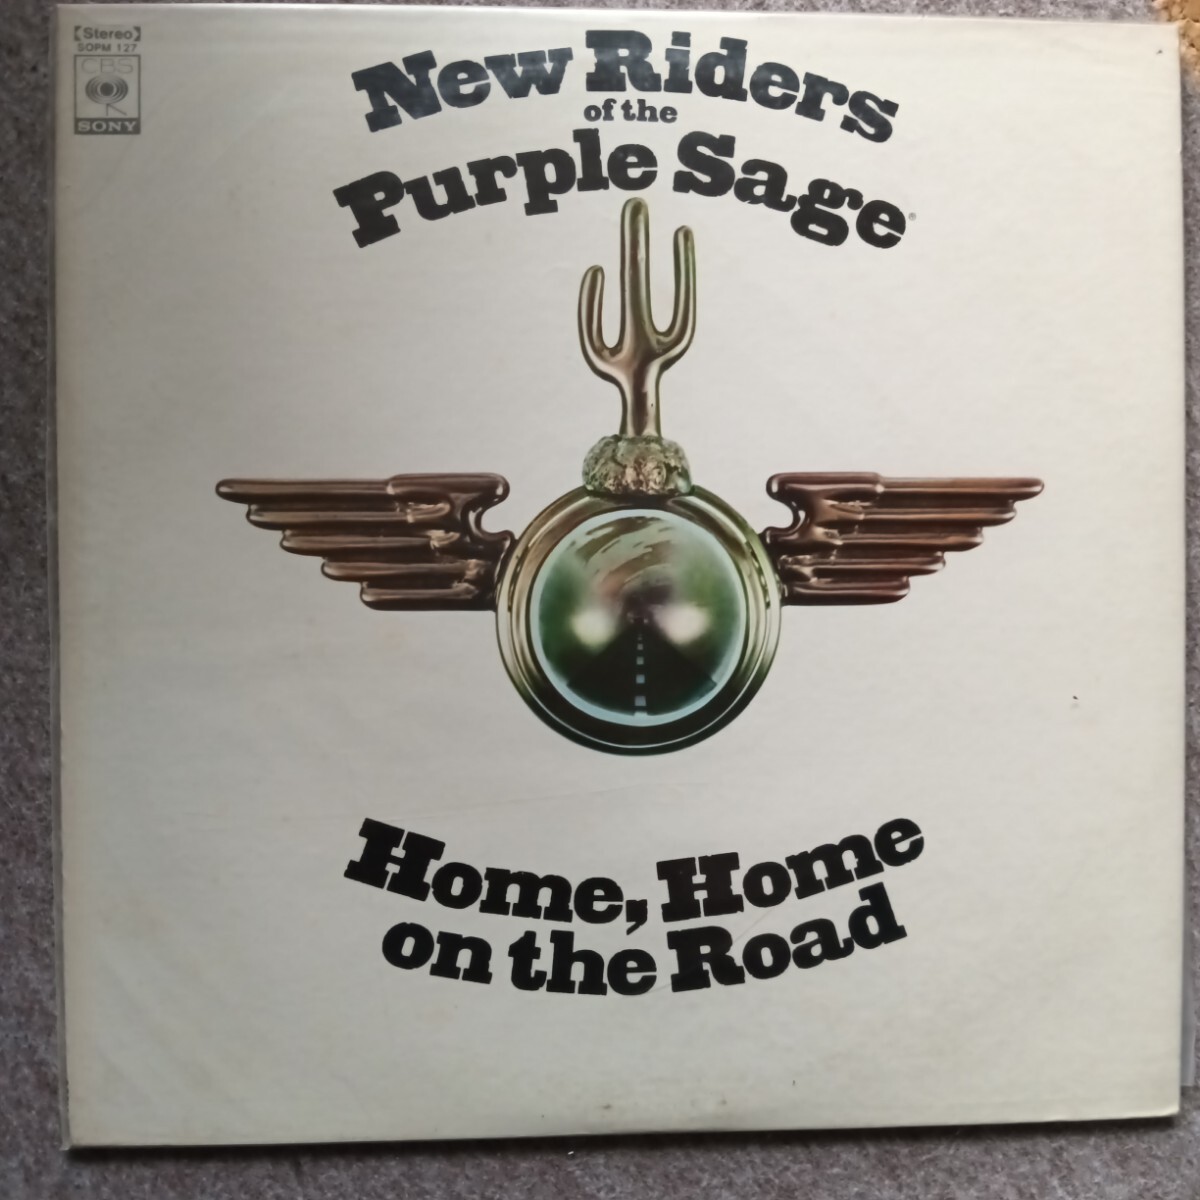 【Stereo】
SOPM 127
CBS
SONY
New Riders
of the
Purple Sage®
Home, Home
on the Road